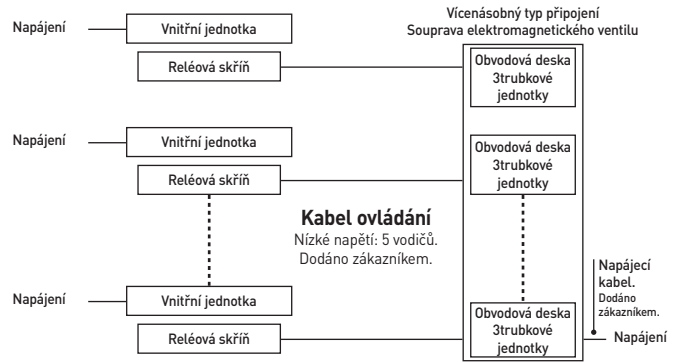 Vícenásobný typ připojení
Souprava elektromagnetického ventilu
Napájení
Vnitřní jednotka
Reléová skříň
Obvodová deska
3trubkové
jednotky
Napájení
Vnitřní jednotka
Reléová skříň
Obvodová deska
3trubkové
jednotky
Kabel ovládání
Nízké napětí: 5 vodičů.
Dodáno zákazníkem.
Napájecí
kabel.
Dodáno
zákazníkem.
Napájení
Vnitřní jednotka
Reléová skříň
Obvodová deska
3trubkové
jednotky
Napájení